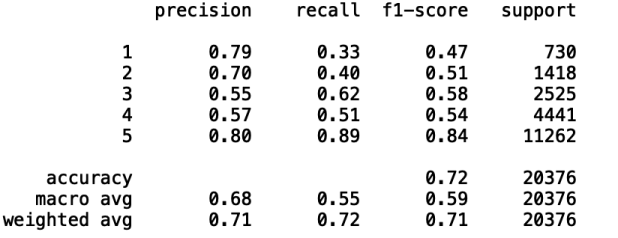 precision recall f1-score support
1 0.79 0.33 0.47 730
2 0.70 0.40 0.51 1418
3 0.55 0.62 0.58 2525
4 0.57 0.51 0.54 4441
5 0.80 0.89 0.84 11262
accuracy 0.72 20376
macro avg 0.68 0.55 0.59 20376
weighted avg 0.71 0.72 0.71 20376